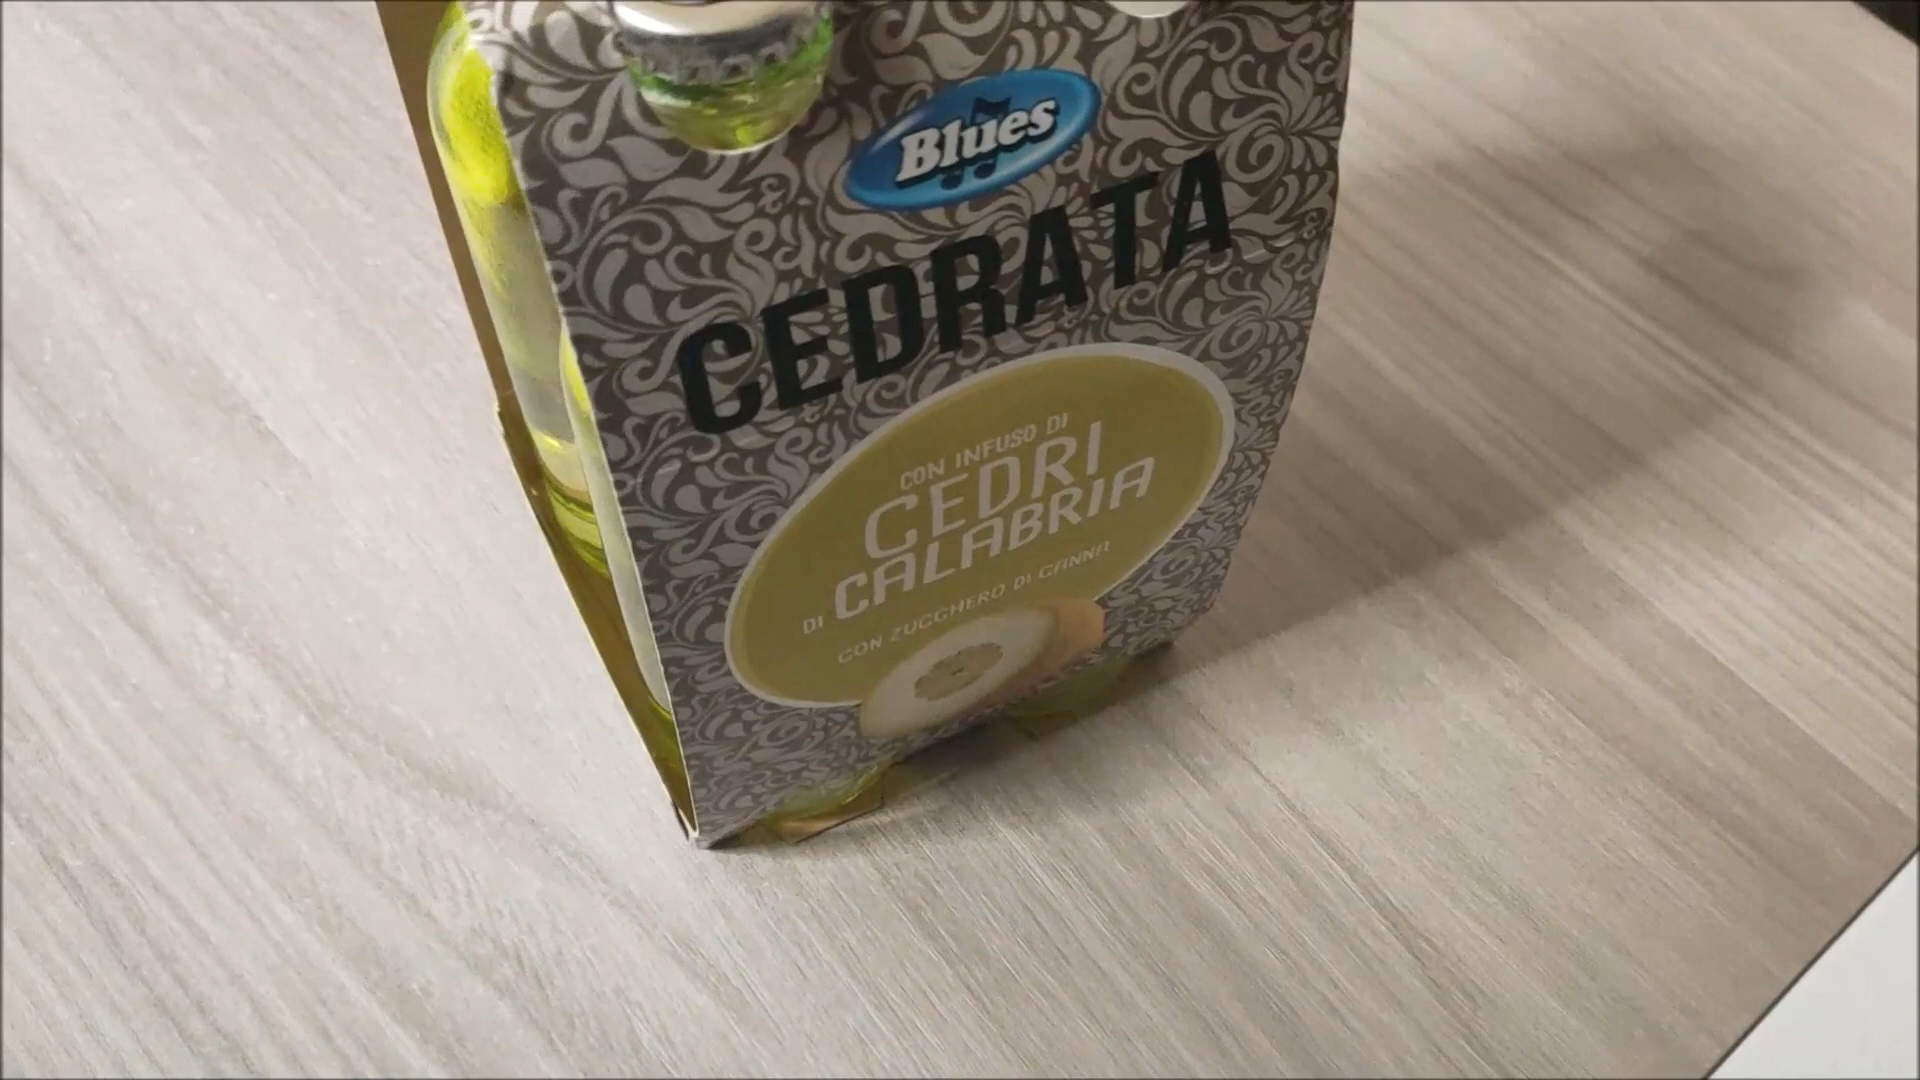 Blues
CEDRATA
CON INFUSO DI
CEDRI
DI CALABRIA
CON ZUCCHERO DI CANNA